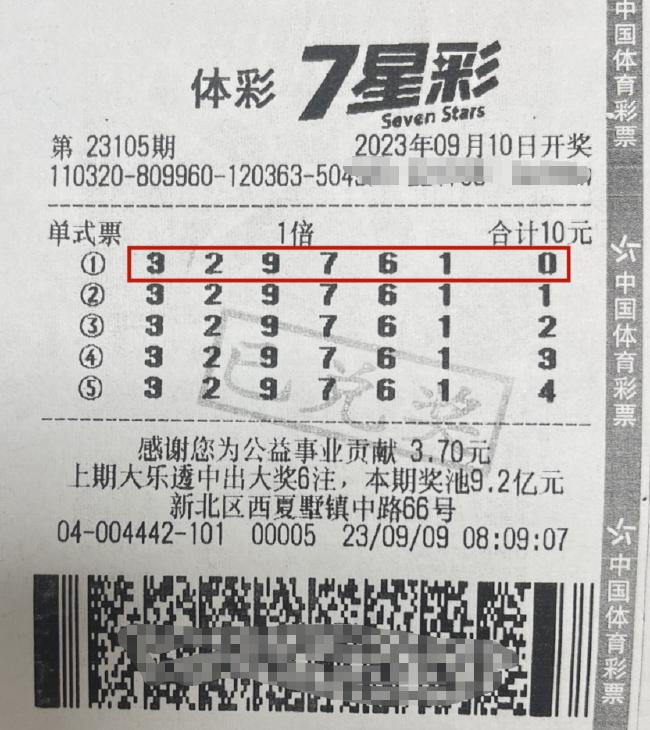 体彩 7星彩
Seven Stars
第 23105期 2023年09月10日开奖
110320-809960-120363-504
单式票 1倍 合计10元
① 3 2 9 7 6 1 0
② 3 2 9 7 6 1 1
③ 3 2 9 7 6 1 2
④ 3 2 9 7 6 1 3
⑤ 3 2 9 7 6 1 4
已兑奖
感谢您为公益事业贡献 3.70元
上期大乐透中出大奖6注，本期奖池9.2亿元
新北区西夏墅镇中路66号
04-004442-101 00005 23/09/09 08:09:07
中国体育彩票
中国体育彩票
中国体育彩票